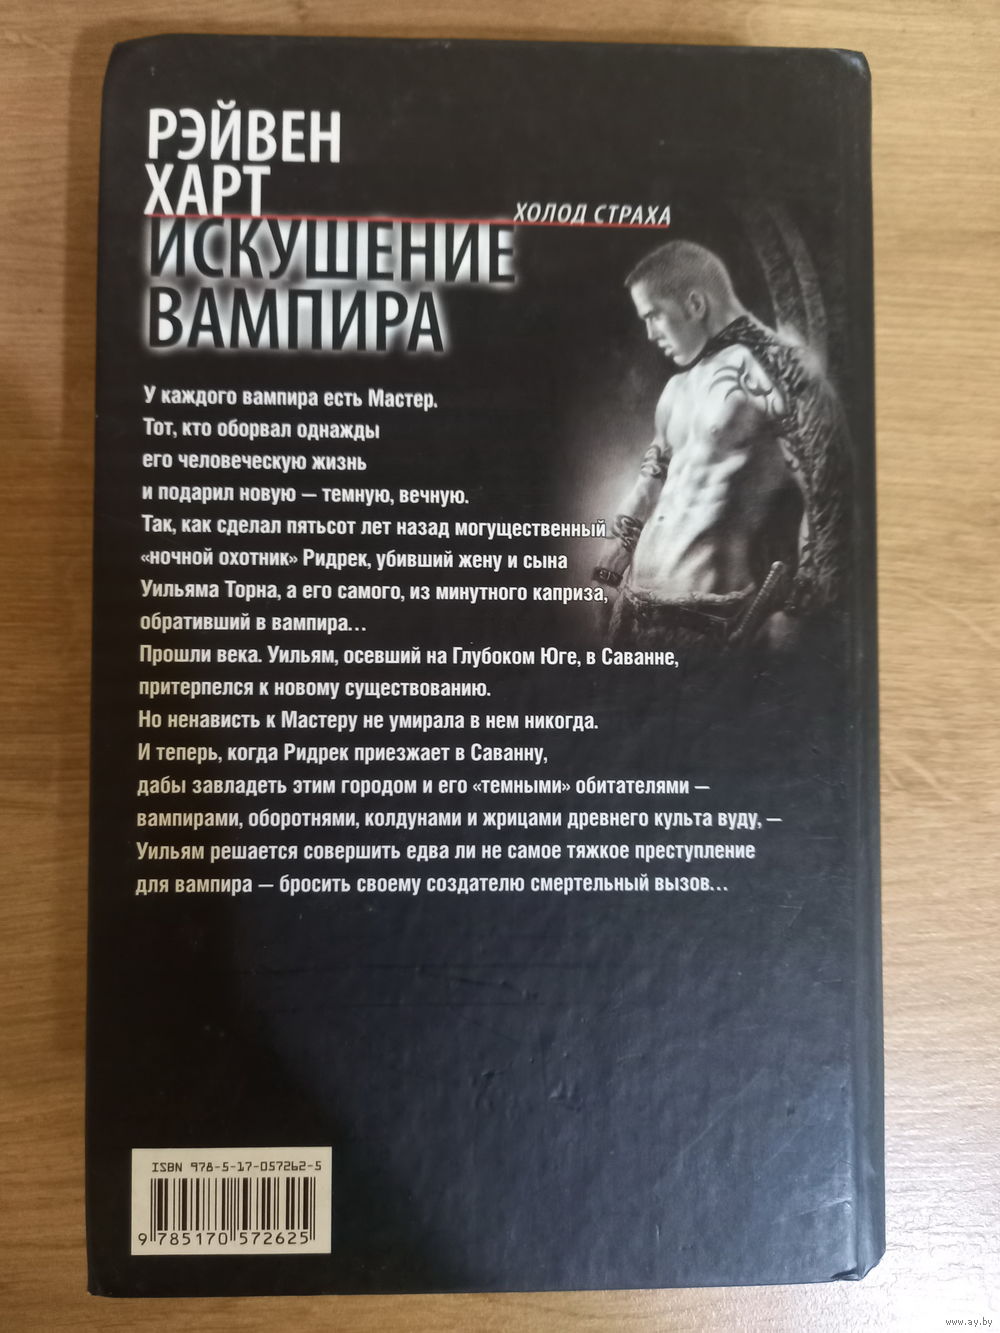 РЭЙВЕН
ХАРТ
ХОЛОД СТРАХА
ИСКУШЕНИЕ
ВАМПИРА
У каждого вампира есть Мастер.
Тот, кто оборвал однажды
его человеческую жизнь
и подарил новую — темную, вечную.
Так, как сделал пятьсот лет назад могущественный
«ночной охотник» Ридрек, убивший жену и сына
Уильяма Торна, а его самого, из минутного каприза,
обративший в вампира...
Прошли века. Уильям, осевший на Глубоком Юге, в Саванне,
притерпелся к новому существованию.
Но ненависть к Мастеру не умирала в нем никогда.
И теперь, когда Ридрек приезжает в Саванну,
дабы завладеть этим городом и его «темными» обитателями —
вампирами, оборотнями, колдунами и жрицами древнего культа вуду, —
Уильям решается совершить едва ли не самое тяжкое преступление
для вампира — бросить своему создателю смертельный вызов...
ISBN 978-5-17-057262-5
9 785170 572625
www.ay.by